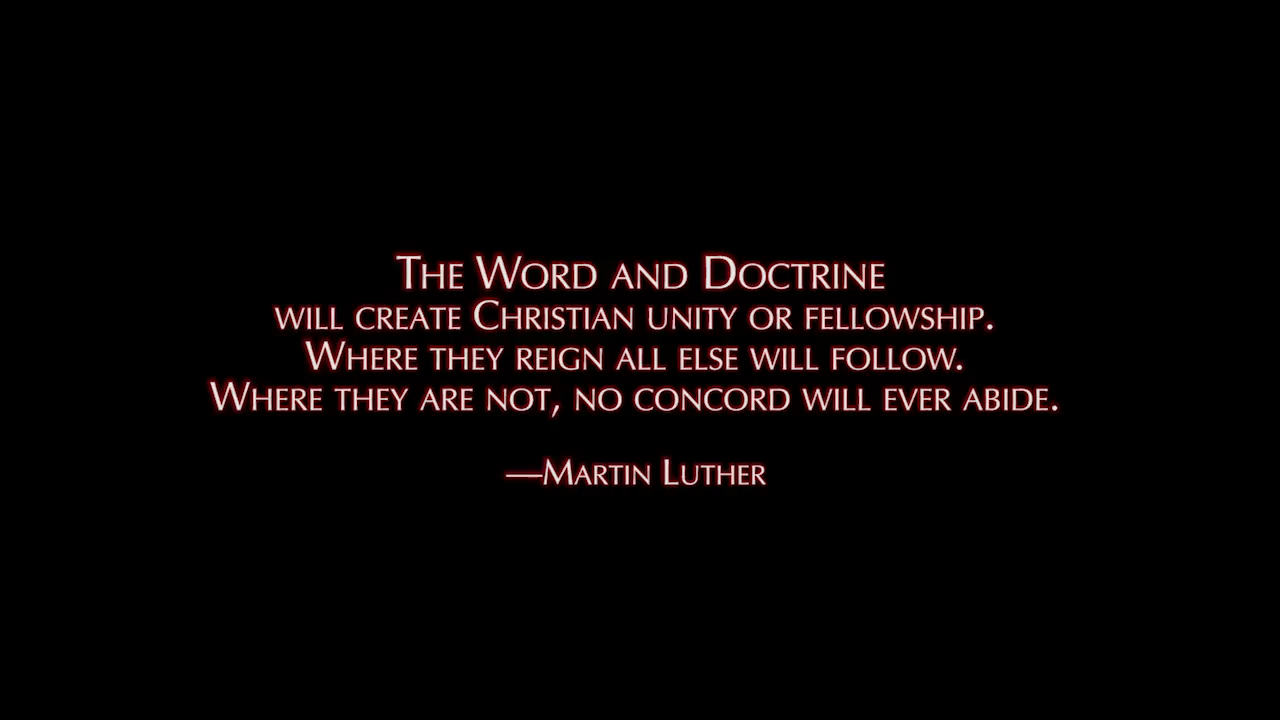 The Word and Doctrine
will create Christian unity or fellowship.
Where they reign all else will follow.
Where they are not, no concord will ever abide.
—Martin Luther